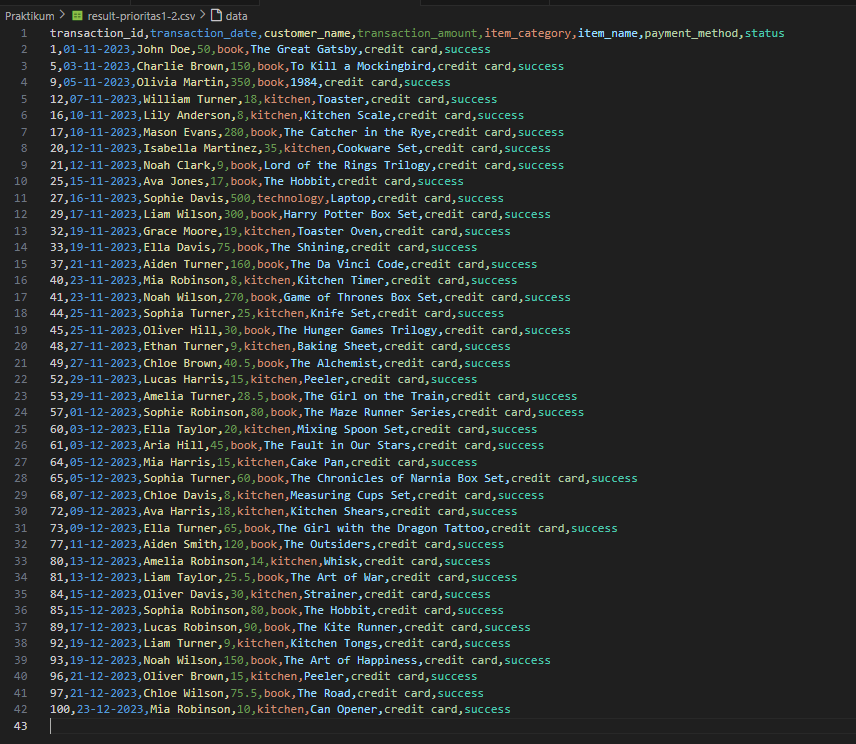 Praktikum > result-prioritas1-2.csv > data
1 transaction_id,transaction_date,customer_name,transaction_amount,item_category,item_name,payment_method,status
2 1,01-11-2023,John Doe,50,book,The Great Gatsby,credit card,success
3 5,03-11-2023,Charlie Brown,150,book,To Kill a Mockingbird,credit card,success
4 9,05-11-2023,Olivia Martin,350,book,1984,credit card,success
5 12,07-11-2023,William Turner,18,kitchen,Toaster,credit card,success
6 16,10-11-2023,Lily Anderson,8,kitchen,Kitchen Scale,credit card,success
7 17,10-11-2023,Mason Evans,280,book,The Catcher in the Rye,credit card,success
8 20,12-11-2023,Isabella Martinez,35,kitchen,Cookware Set,credit card,success
9 21,12-11-2023,Noah Clark,9,book,Lord of the Rings Trilogy,credit card,success
10 25,15-11-2023,Ava Jones,17,book,The Hobbit,credit card,success
11 27,16-11-2023,Sophie Davis,500,technology,Laptop,credit card,success
12 29,17-11-2023,Liam Wilson,300,book,Harry Potter Box Set,credit card,success
13 32,19-11-2023,Grace Moore,19,kitchen,Toaster Oven,credit card,success
14 33,19-11-2023,Ella Davis,75,book,The Shining,credit card,success
15 37,21-11-2023,Aiden Turner,160,book,The Da Vinci Code,credit card,success
16 40,23-11-2023,Mia Robinson,8,kitchen,Kitchen Timer,credit card,success
17 41,23-11-2023,Noah Wilson,270,book,Game of Thrones Box Set,credit card,success
18 44,25-11-2023,Sophia Turner,25,kitchen,Knife Set,credit card,success
19 45,25-11-2023,Oliver Hill,30,book,The Hunger Games Trilogy,credit card,success
20 48,27-11-2023,Ethan Turner,9,kitchen,Baking Sheet,credit card,success
21 49,27-11-2023,Chloe Brown,40.5,book,The Alchemist,credit card,success
22 52,29-11-2023,Lucas Harris,15,kitchen,Peeler,credit card,success
23 53,29-11-2023,Amelia Turner,28.5,book,The Girl on the Train,credit card,success
24 57,01-12-2023,Sophie Robinson,80,book,The Maze Runner Series,credit card,success
25 60,03-12-2023,Ella Taylor,20,kitchen,Mixing Spoon Set,credit card,success
26 61,03-12-2023,Aria Hill,45,book,The Fault in Our Stars,credit card,success
27 64,05-12-2023,Mia Harris,15,kitchen,Cake Pan,credit card,success
28 65,05-12-2023,Sophia Turner,60,book,The Chronicles of Narnia Box Set,credit card,success
29 68,07-12-2023,Chloe Davis,8,kitchen,Measuring Cups Set,credit card,success
30 72,09-12-2023,Ava Harris,18,kitchen,Kitchen Shears,credit card,success
31 73,09-12-2023,Ella Turner,65,book,The Girl with the Dragon Tattoo,credit card,success
32 77,11-12-2023,Aiden Smith,120,book,The Outsiders,credit card,success
33 80,13-12-2023,Amelia Robinson,14,kitchen,Whisk,credit card,success
34 81,13-12-2023,Liam Taylor,25.5,book,The Art of War,credit card,success
35 84,15-12-2023,Oliver Davis,30,kitchen,Strainer,credit card,success
36 85,15-12-2023,Sophia Robinson,80,book,The Hobbit,credit card,success
37 89,17-12-2023,Lucas Robinson,90,book,The Kite Runner,credit card,success
38 92,19-12-2023,Liam Turner,9,kitchen,Kitchen Tongs,credit card,success
39 93,19-12-2023,Noah Wilson,150,book,The Art of Happiness,credit card,success
40 96,21-12-2023,Oliver Brown,15,kitchen,Peeler,credit card,success
41 97,21-12-2023,Chloe Wilson,75.5,book,The Road,credit card,success
42 100,23-12-2023,Mia Robinson,10,kitchen,Can Opener,credit card,success
43